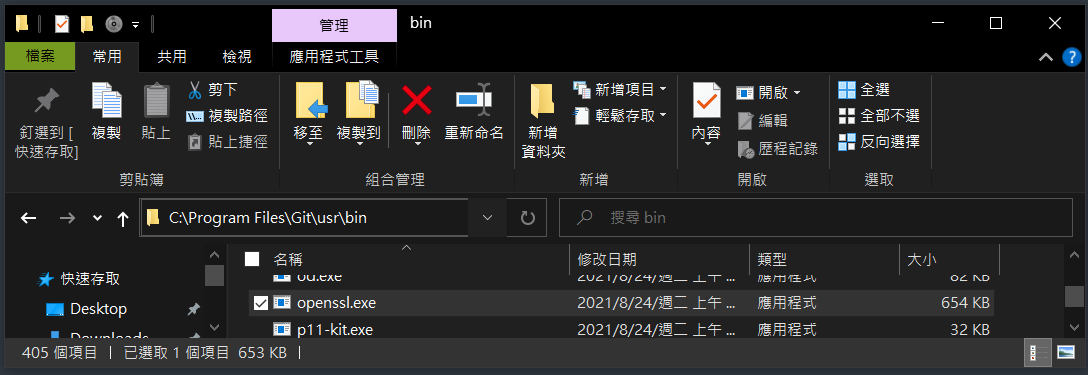 管理
bin
檔案
常用
共用
檢視
應用程式工具
釘選到 [
快速存取]
複製
貼上
剪下
複製路徑
貼上捷徑
剪貼簿
移至
複製到
刪除
重新命名
組合管理
新增
資料夾
新增項目
輕鬆存取
新增
內容
開啟
編輯
歷程記錄
開啟
全選
全部不選
反向選擇
選取
C:\Program Files\Git\usr\bin
搜尋 bin
快速存取
Desktop
Downloads
名稱 修改日期 類型 大小
od.exe 2021/8/24/週二 上午 ... 應用程式 82 KB
openssl.exe 2021/8/24/週二 上午 ... 應用程式 654 KB
p11-kit.exe 2021/8/24/週二 上午 ... 應用程式 32 KB
405 個項目 已選取 1 個項目 653 KB